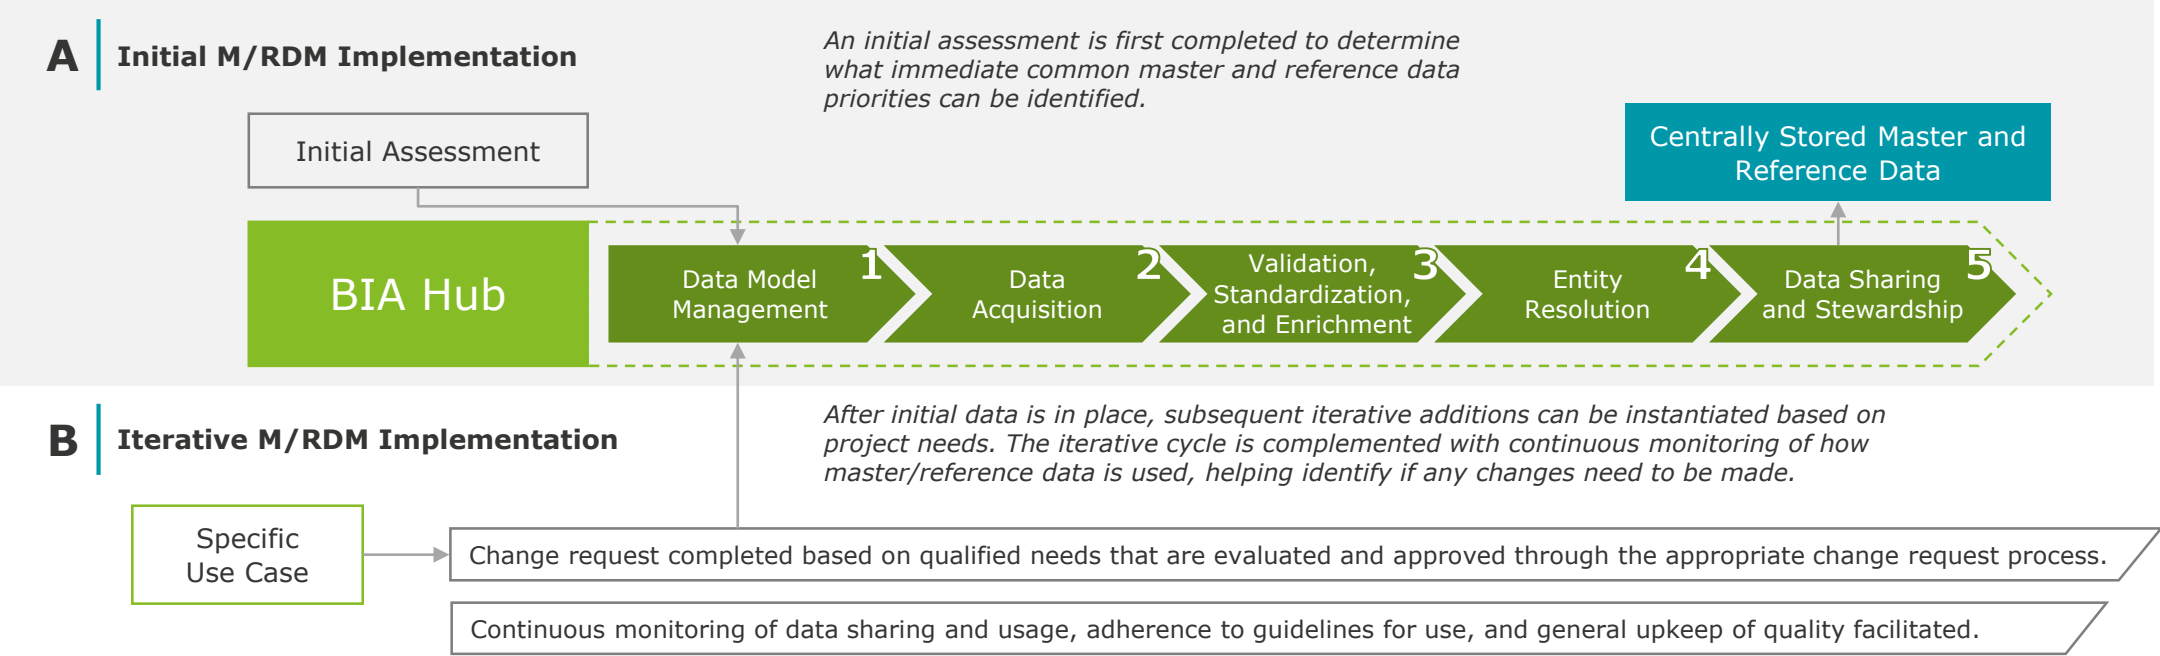 A
Initial M/RDM Implementation
An initial assessment is first completed to determine
what immediate common master and reference data
priorities can be identified.
Initial Assessment
Centrally Stored Master and
Reference Data
BIA Hub
Data Model
Management
1
Data
Acquisition
2
Validation,
Standardization,
and Enrichment
3
Entity
Resolution
4
Data Sharing
and Stewardship
5
B
Iterative M/RDM Implementation
After initial data is in place, subsequent iterative additions can be instantiated based on
project needs. The iterative cycle is complemented with continuous monitoring of how
master/reference data is used, helping identify if any changes need to be made.
Specific
Use Case
Change request completed based on qualified needs that are evaluated and approved through the appropriate change request process.
Continuous monitoring of data sharing and usage, adherence to guidelines for use, and general upkeep of quality facilitated.